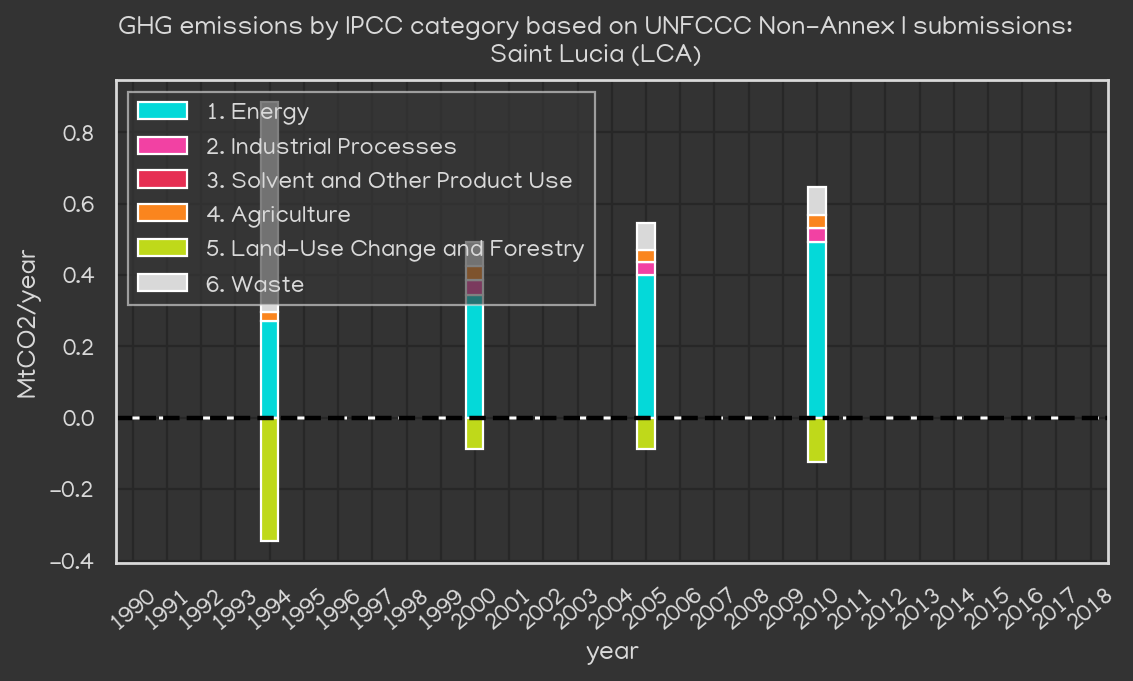 GHG emissions by IPCC category based on UNFCCC Non-Annex I submissions:
Saint Lucia (LCA)
1. Energy
2. Industrial Processes
3. Solvent and Other Product Use
4. Agriculture
5. Land-Use Change and Forestry
6. Waste
MtCO2/year
0.8
0.6
0.4
0.2
0.0
-0.2
-0.4
1990 1991 1992 1993 1994 1995 1996 1997 1998 1999 2000 2001 2002 2003 2004 2005 2006 2007 2008 2009 2010 2011 2012 2013 2014 2015 2016 2017 2018
year